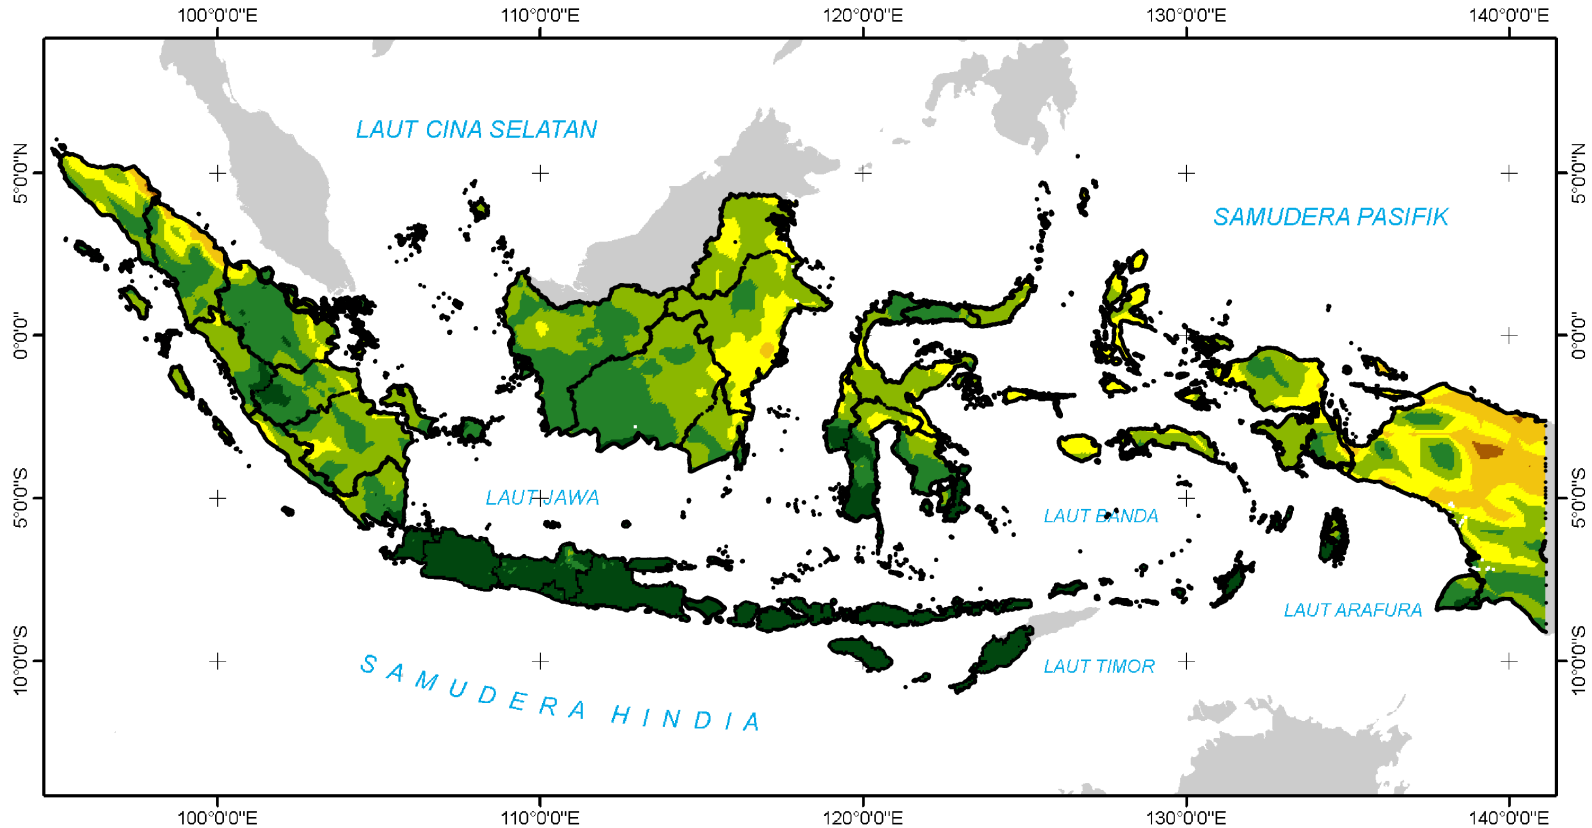 100°0'0"E 110°0'0"E 120°0'0"E 130°0'0"E 140°0'0"E
LAUT CINA SELATAN
5°0'0"N 5°0'0"N
SAMUDERA PASIFIK
0°0'0" 0°0'0"
LAUT JAWA
5°0'0"S 5°0'0"S
LAUT BANDA
LAUT ARAFURA
10°0'0"S 10°0'0"S
LAUT TIMOR
SAMUDERA HINDIA
100°0'0"E 110°0'0"E 120°0'0"E 130°0'0"E 140°0'0"E